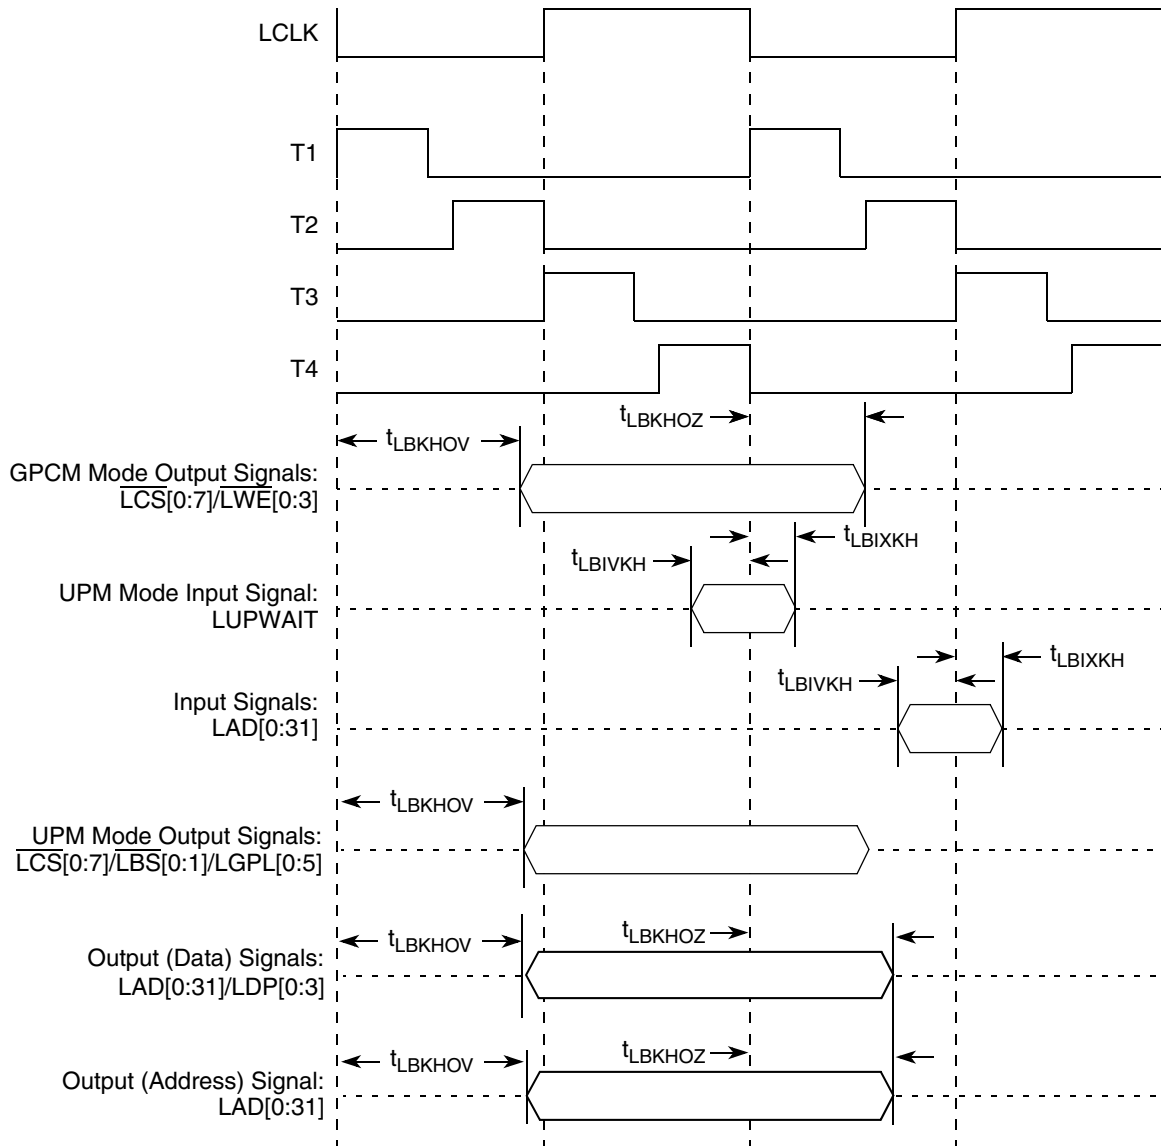 LCLK
T1
T2
T3
T4
tLBKHOZ
tLBKHOV
GPCM Mode Output Signals:
LCS[0:7]/LWE[0:3]
tLBIXKH
tLBIVKH
UPM Mode Input Signal:
LUPWAIT
tLBIXKH
tLBIVKH
Input Signals:
LAD[0:31]
tLBKHOV
UPM Mode Output Signals:
LCS[0:7]/LBS[0:1]/LGPL[0:5]
tLBKHOV
tLBKHOZ
Output (Data) Signals:
LAD[0:31]/LDP[0:3]
tLBKHOZ
tLBKHOV
Output (Address) Signal:
LAD[0:31]